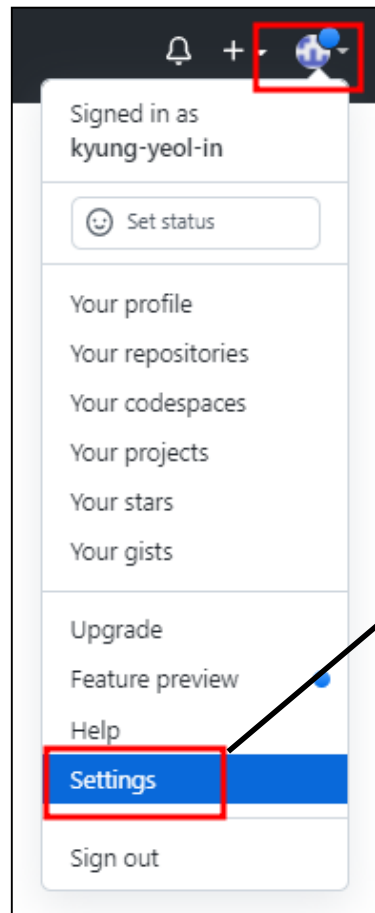 Signed in as
kyung-yeol-in
Set status
Your profile
Your repositories
Your codespaces
Your projects
Your stars
Your gists
Upgrade
Feature preview
Help
Settings
Sign out